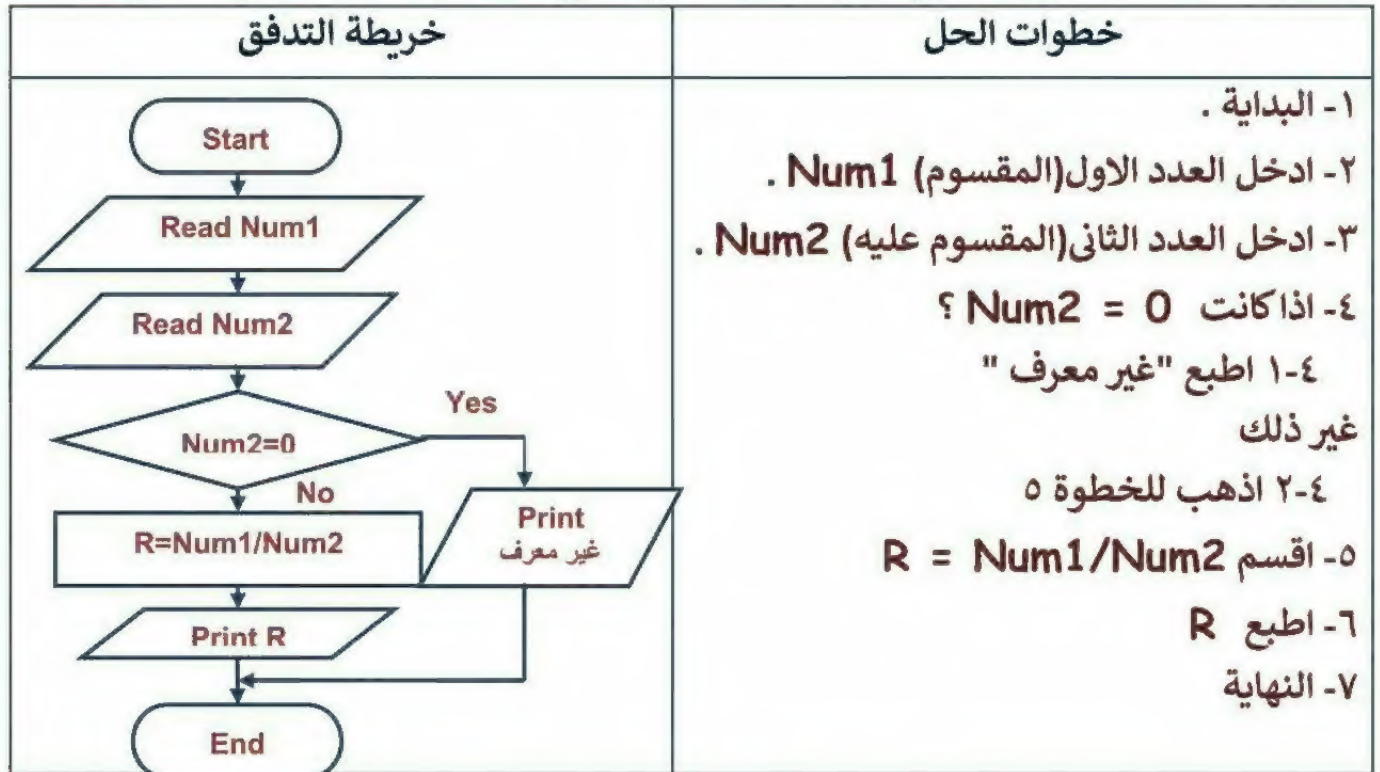 خطوات الحل
١- البداية .
٢- ادخل العدد الاول(المقسوم) Num1 .
٣- ادخل العدد الثانى(المقسوم عليه) Num2 .
٤- اذا كانت Num2 = 0 ؟
٤-١ اطبع "غير معرف "
غير ذلك
٤-٢ اذهب للخطوة ٥
٥- اقسم R = Num1/Num2
٦- اطبع R
٧- النهاية
خريطة التدفق
Start
Read Num1
Read Num2
Num2=0
Yes
No
R=Num1/Num2
Print
غير معرف
Print R
End